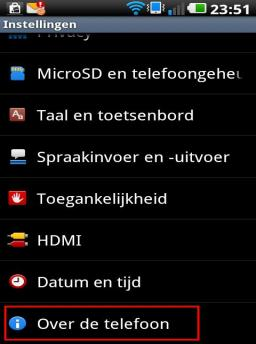 23:51
Instellingen
Privacy
MicroSD en telefoongeheu
Taal en toetsenbord
Spraakinvoer en -uitvoer
Toegankelijkheid
HDMI
Datum en tijd
Over de telefoon